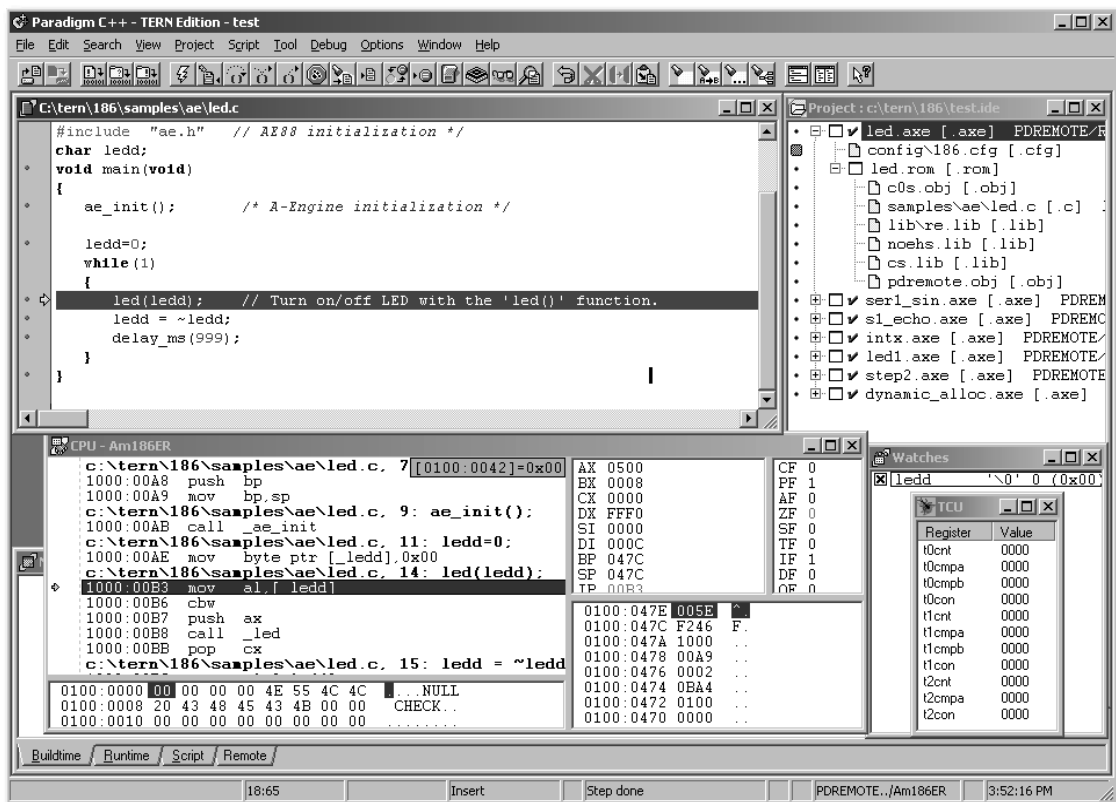 Paradigm C++ - TERN Edition - test
File Edit Search View Project Script Tool Debug Options Window Help
C:\tern\186\samples\ae\led.c
#include "ae.h" // AE88 initialization */
char ledd;
void main(void)
{
ae_init(); /* A-Engine initialization */
ledd=0;
while(1)
{
led(ledd); // Turn on/off LED with the 'led()' function.
ledd = ~ledd;
delay_ms(999);
}
}
Project : c:\tern\186\test.ide
led.axe [.axe] PDREMOTE/R
config\186.cfg [.cfg]
led.rom [.rom]
c0s.obj [.obj]
samples\ae\led.c [.c]
lib\re.lib [.lib]
noehs.lib [.lib]
cs.lib [.lib]
pdremote.obj [.obj]
ser1_sin.axe [.axe] PDREM
s1_echo.axe [.axe] PDREMO
intx.axe [.axe] PDREMOTE/
led1.axe [.axe] PDREMOTE/
step2.axe [.axe] PDREMOTE
dynamic_alloc.axe [.axe]
CPU - Am186ER
c:\tern\186\samples\ae\led.c, 7 [0100:0042]=0x00
1000:00A8 push bp
1000:00A9 mov bp,sp
c:\tern\186\samples\ae\led.c, 9: ae_init();
1000:00AB call _ae_init
c:\tern\186\samples\ae\led.c, 11: ledd=0;
1000:00AE mov byte ptr [_ledd],0x00
c:\tern\186\samples\ae\led.c, 14: led(ledd);
1000:00B3 mov al,[_ledd]
1000:00B6 cbw
1000:00B7 push ax
1000:00B8 call _led
1000:00BB pop cx
c:\tern\186\samples\ae\led.c, 15: ledd = ~ledd
AX 0500
BX 0008
CX 0000
DX FFF0
SI 0000
DI 000C
BP 047C
SP 047C
IP 00B3
CF 0
PF 1
AF 0
ZF 0
SF 0
TF 0
IF 1
DF 0
OF 0
0100:0000 00 00 00 00 4E 55 4C 4C ....NULL
0100:0008 20 43 48 45 43 4B 00 00 CHECK..
0100:0010 00 00 00 00 00 00 00 00 ........
0100:047E 005E ^.
0100:047C F246 F.
0100:047A 1000 ..
0100:0478 00A9 ..
0100:0476 0002 ..
0100:0474 0BA4 ..
0100:0472 0100 ..
0100:0470 0000 ..
Watches
ledd '\0' 0 (0x00)
TCU
Register Value
t0cnt 0000
t0cmpa 0000
t0cmpb 0000
t0con 0000
t1cnt 0000
t1cmpa 0000
t1cmpb 0000
t1con 0000
t2cnt 0000
t2cmpa 0000
t2con 0000
Buildtime Runtime Script Remote
18:65 Insert Step done PDREMOTE../Am186ER 3:52:16 PM